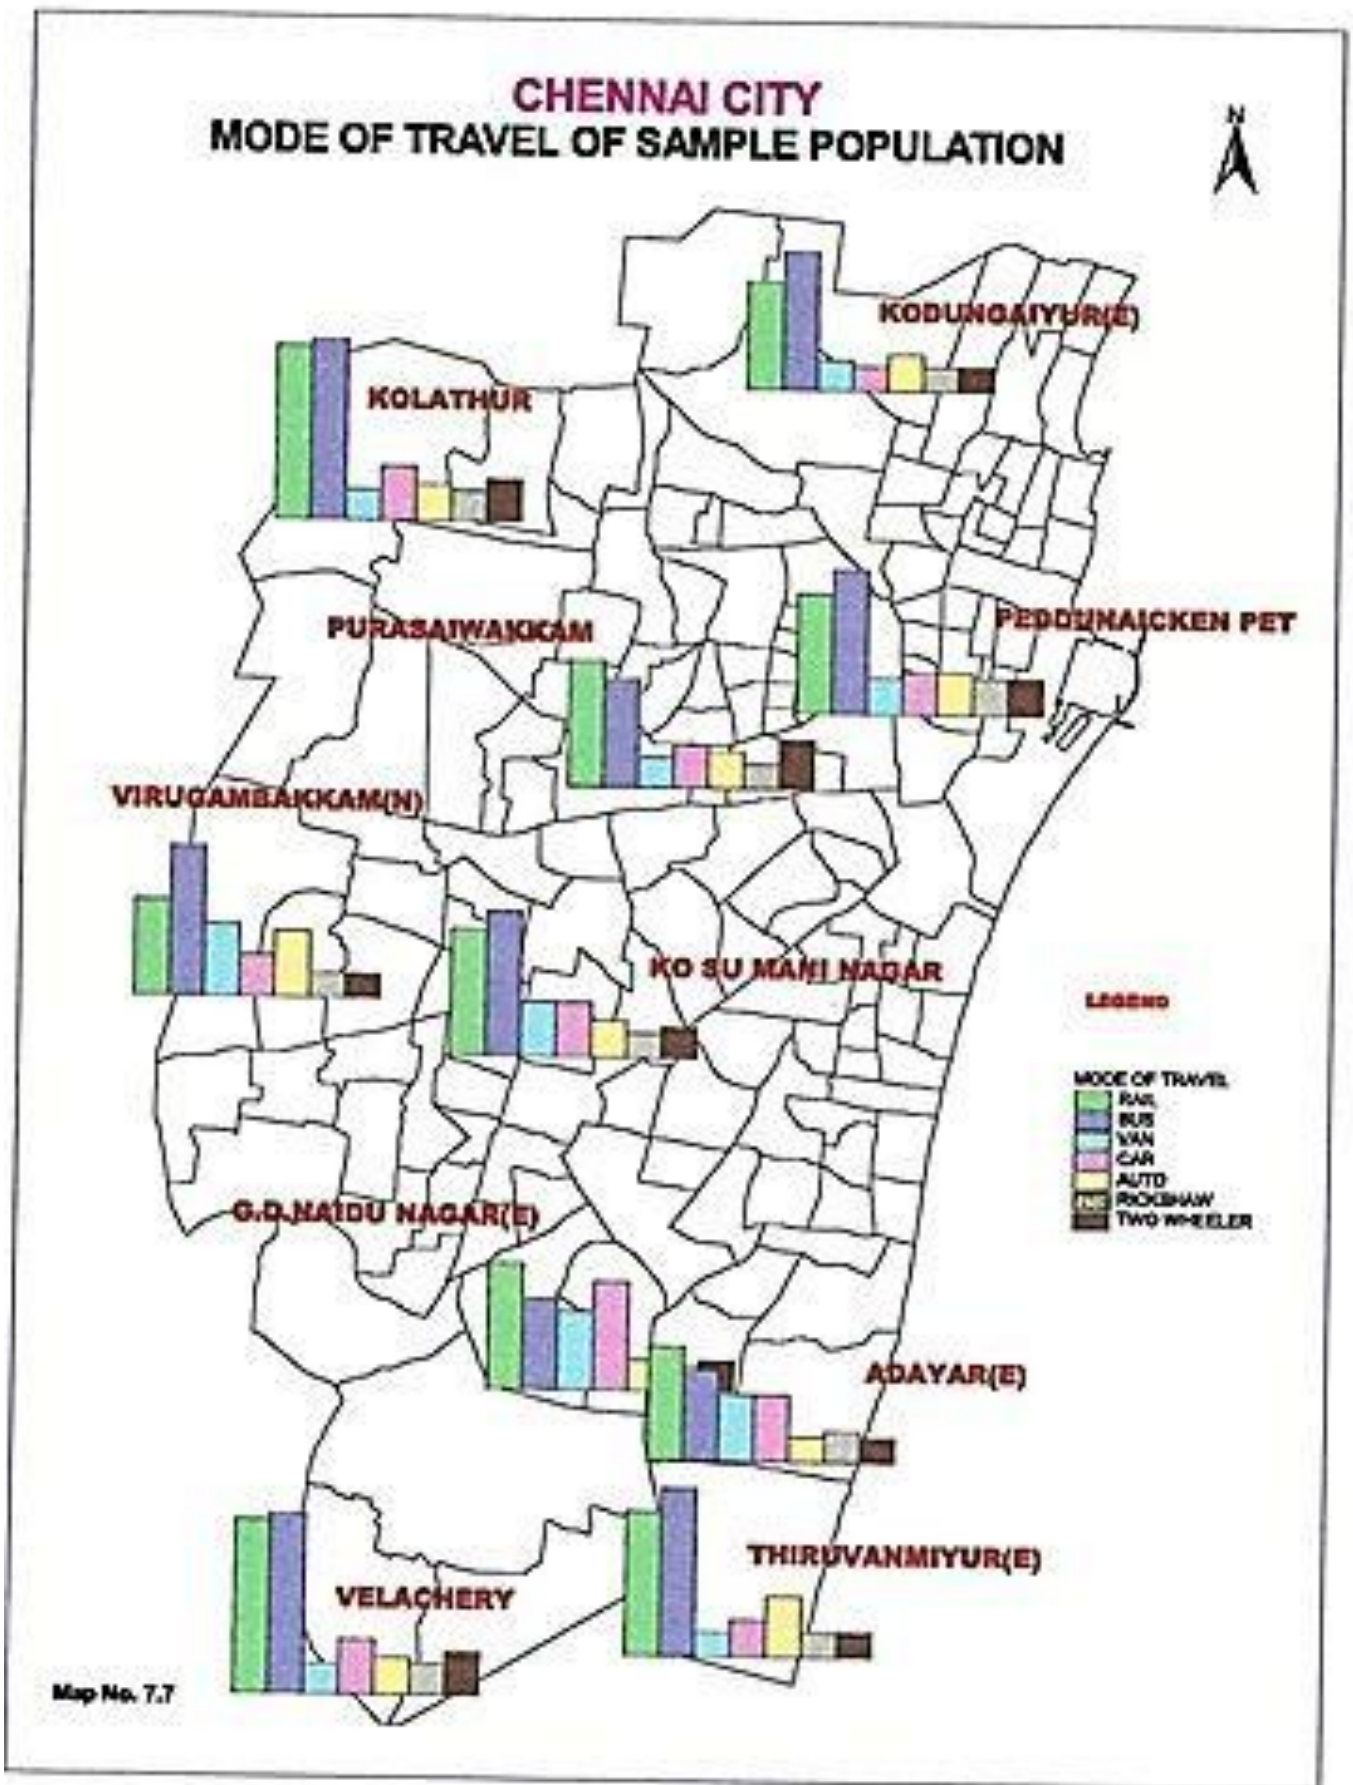 CHENNAI CITY
MODE OF TRAVEL OF SAMPLE POPULATION
N
KODUNGAIYUR(E)
KOLATHUR
PURASAIWAKKAM
PEDDUNAICKEN PET
VIRUGAMBAKKAM(N)
KO SU MANI NAGAR
LEGEND
MODE OF TRAVEL
RAIL
BUS
VAN
CAR
AUTO
RICKSHAW
TWO WHEELER
G.D.NAIDU NAGAR(E)
ADAYAR(E)
THIRUVANMIYUR(E)
VELACHERY
Map No. 7.7